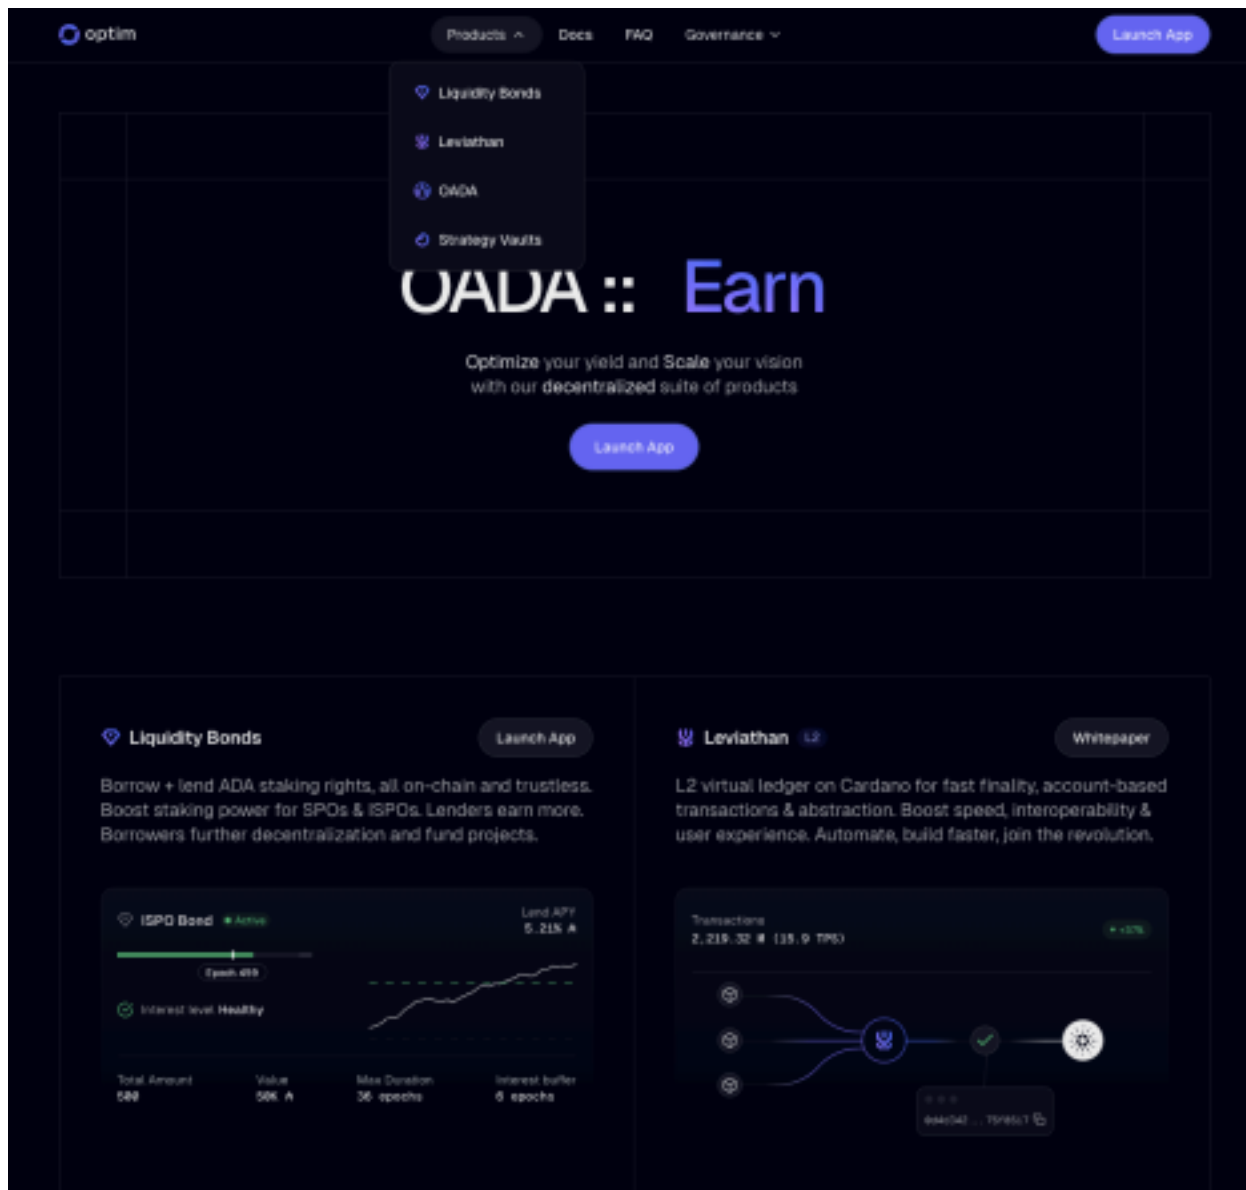 optim
Products
Docs
FAQ
Governance
Launch App
Liquidity Bonds
Leviathan
OADA
Strategy Vaults
OADA :: Earn
Optimize your yield and Scale your vision
with our decentralized suite of products
Launch App
Liquidity Bonds
Launch App
Borrow + lend ADA staking rights, all on-chain and trustless.
Boost staking power for SPOs & ISPOs. Lenders earn more.
Borrowers further decentralization and fund projects.
ISPO Bond
Active
Lend APY
5.21% ₳
Epoch 499
Interest level Healthy
Total Amount
500
Value
50K ₳
Max Duration
36 epochs
Interest buffer
6 epochs
Leviathan
L2
Whitepaper
L2 virtual ledger on Cardano for fast finality, account-based
transactions & abstraction. Boost speed, interoperability &
user experience. Automate, build faster, join the revolution.
Transactions